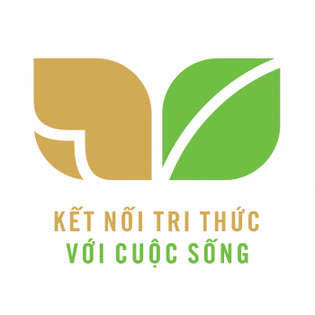 KẾT NỐI TRI THỨC
VỚI CUỘC SỐNG